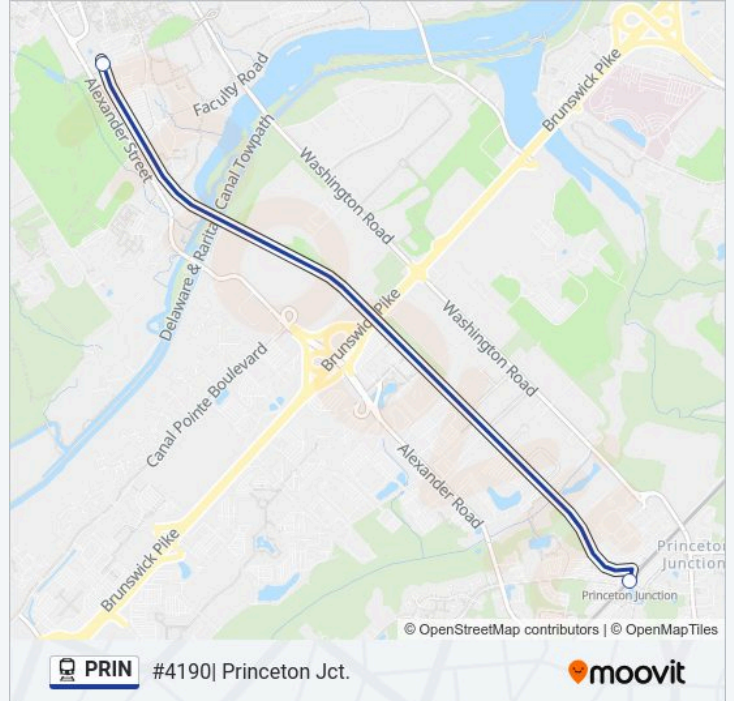 Faculty Road
Alexander Street
Brunswick Pike
Washington Road
Delaware & Raritan Canal Towpath
Brunswick Pike
Washington Road
Canal Pointe Boulevard
Alexander Road
Brunswick Pike
Princeton
Junction
Princeton Junction
© OpenStreetMap contributors | © OpenMapTiles
PRIN #4190| Princeton Jct.
moovit